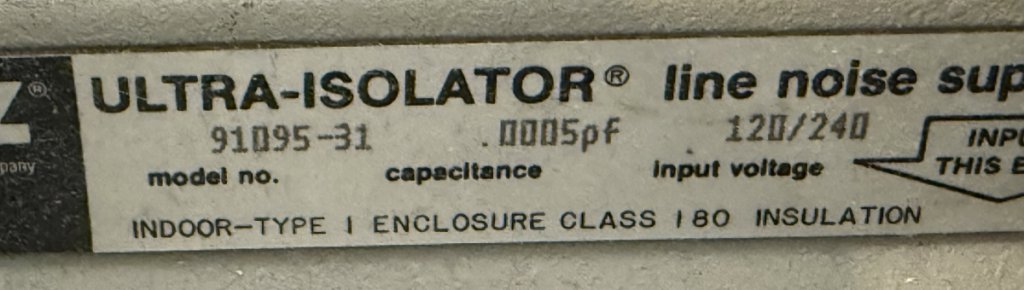 Z®
pany
ULTRA-ISOLATOR® line noise sup
91095-31 .0005pf 120/240
model no. capacitance input voltage
INPU
THIS E
INDOOR-TYPE 1 ENCLOSURE CLASS 180 INSULATION